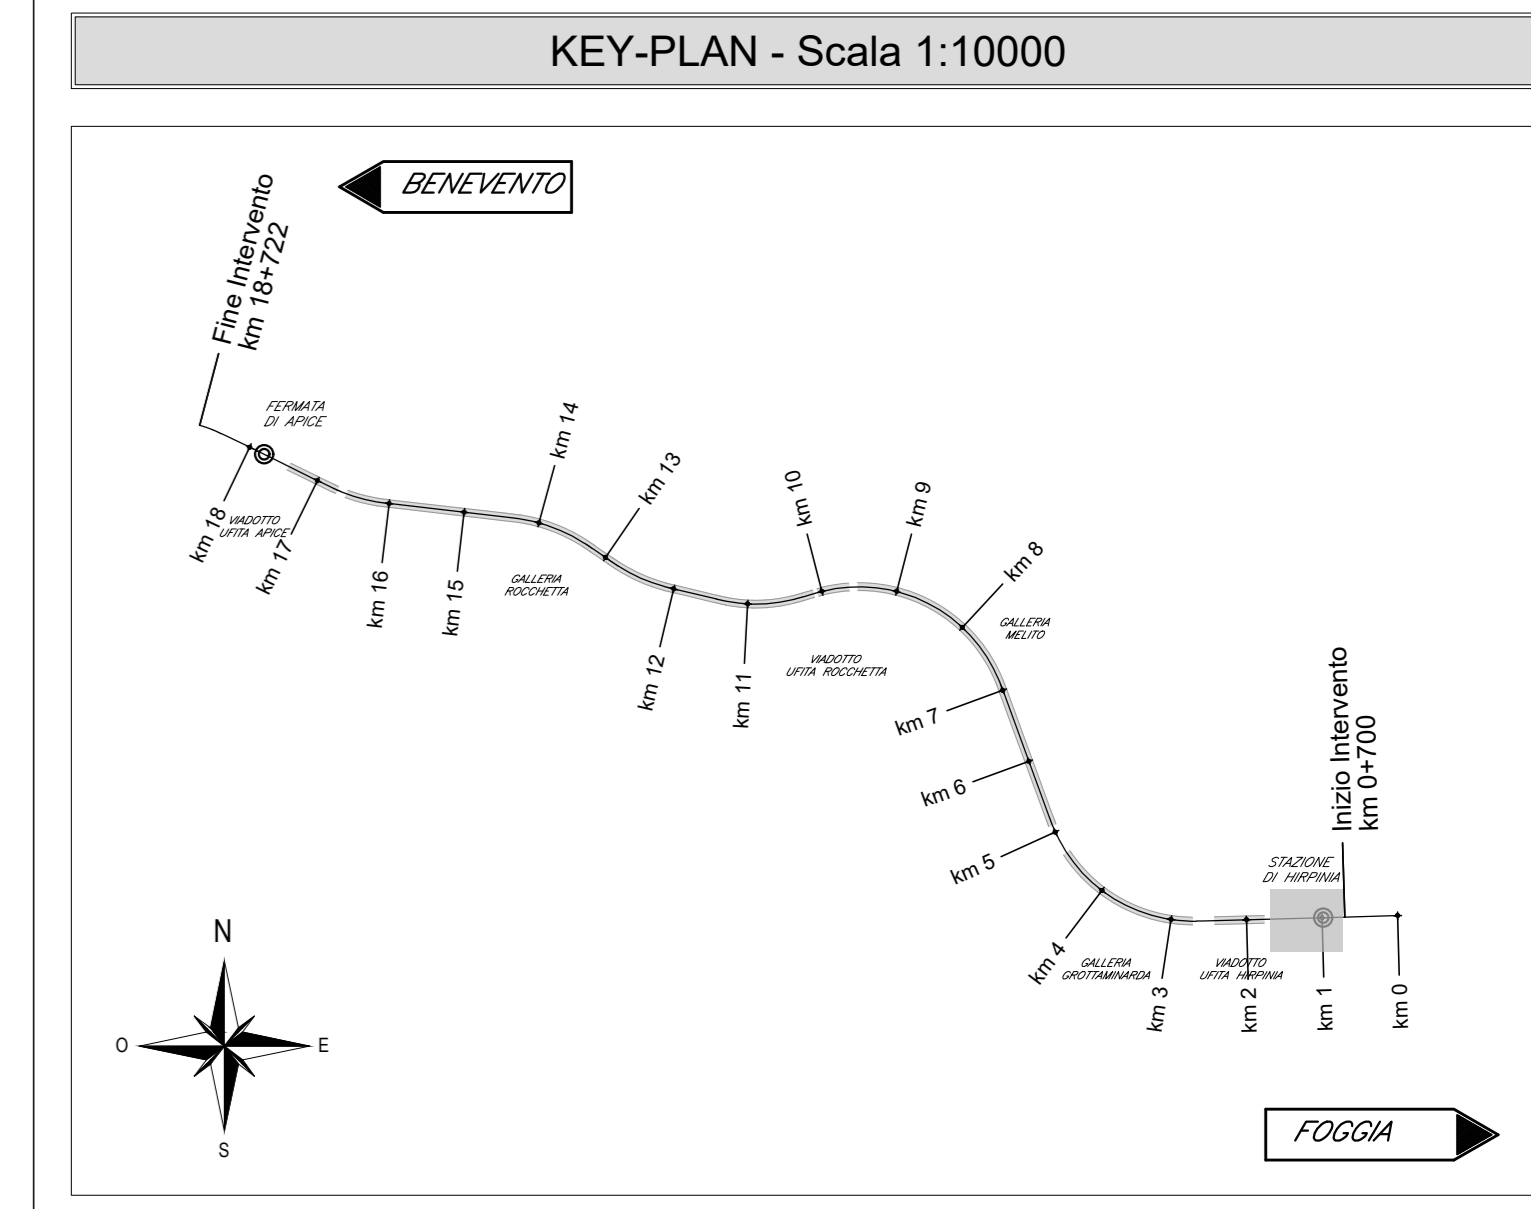 KEY-PLAN - Scala 1:10000
BENEVENTO
Fine Intervento
km 18+722
FERMATA
DI APICE
km 18
VIADOTTO
UFITA APICE
km 17
km 16
km 15
GALLERIA
ROCCHETTA
km 14
km 13
km 12
km 11
km 10
VIADOTTO
UFITA ROCCHETTA
km 9
km 8
GALLERIA
MELITO
km 7
km 6
km 5
km 4
GALLERIA
GROTTAMINARDA
km 3
VIADOTTO
UFITA HIRPINIA
km 2
STAZIONE
DI HIRPINIA
km 1
Inizio Intervento
km 0+700
km 0
N
O
E
S
FOGGIA